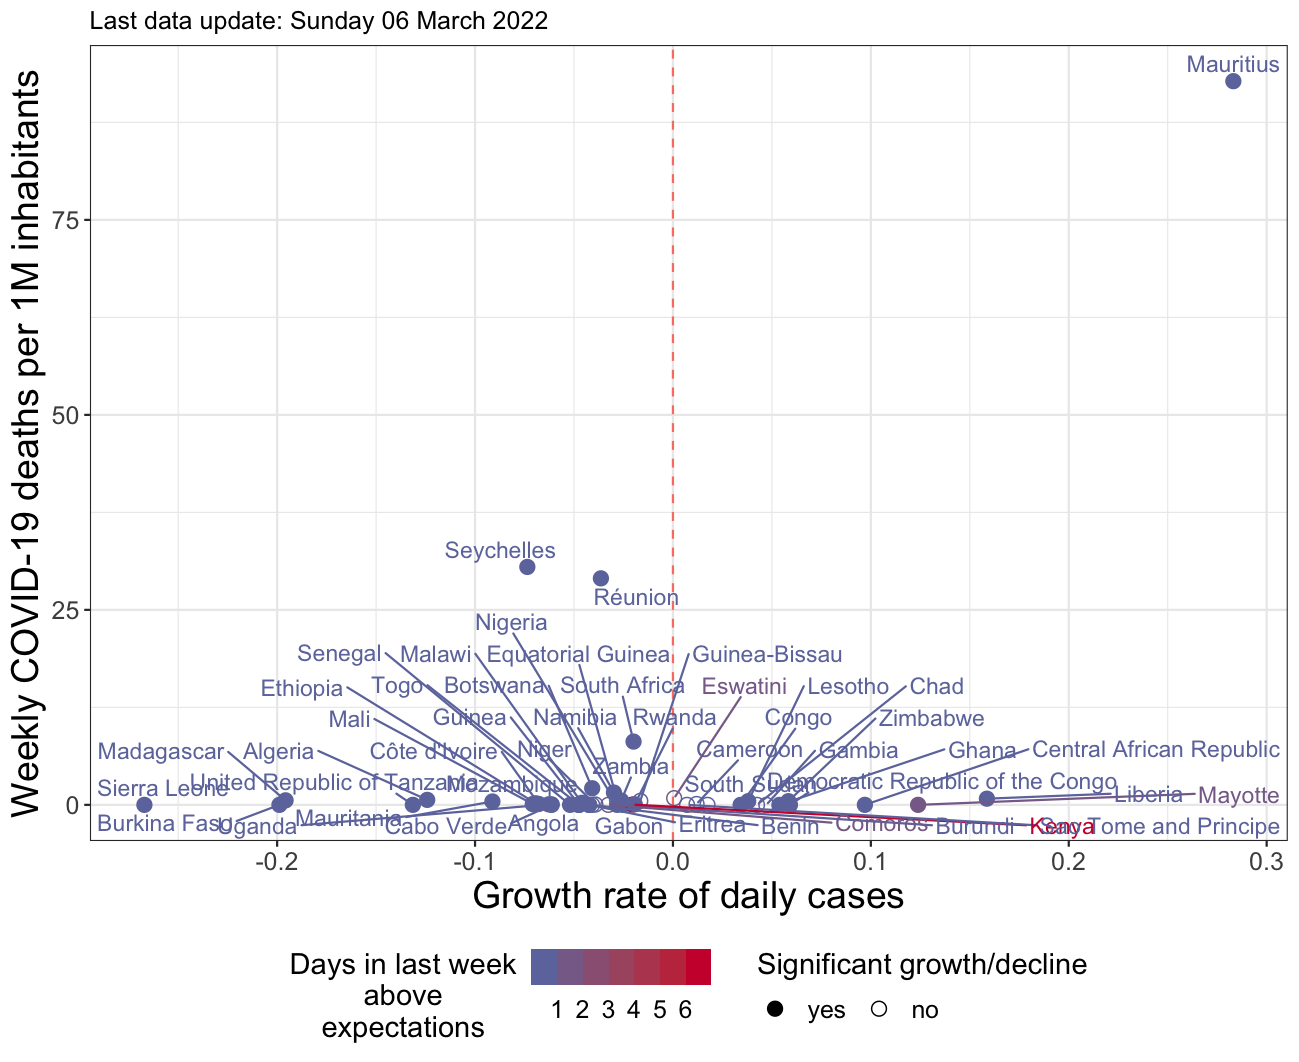 Last data update: Sunday 06 March 2022
Weekly COVID-19 deaths per 1M inhabitants
Mauritius
75
50
Seychelles
Réunion
25
Nigeria
Senegal Malawi Equatorial Guinea Guinea-Bissau
Ethiopia Togo Botswana South Africa Eswatini Lesotho Chad
Mali Guinea Namibia Rwanda Congo Zimbabwe
Madagascar Algeria Côte d'Ivoire Niger Cameroon Gambia Ghana Central African Republic
Zambia
Sierra Leone United Republic of Tanzania Mozambique South Sudan Democratic Republic of the Congo Liberia Mayotte
0
Burkina Faso Uganda Mauritania Cabo Verde Angola Gabon Eritrea Benin Comoros Burundi Kenya Sao Tome and Principe
-0.2 -0.1 0.0 0.1 0.2 0.3
Growth rate of daily cases
Days in last week
above
expectations
1 2 3 4 5 6
Significant growth/decline
yes no